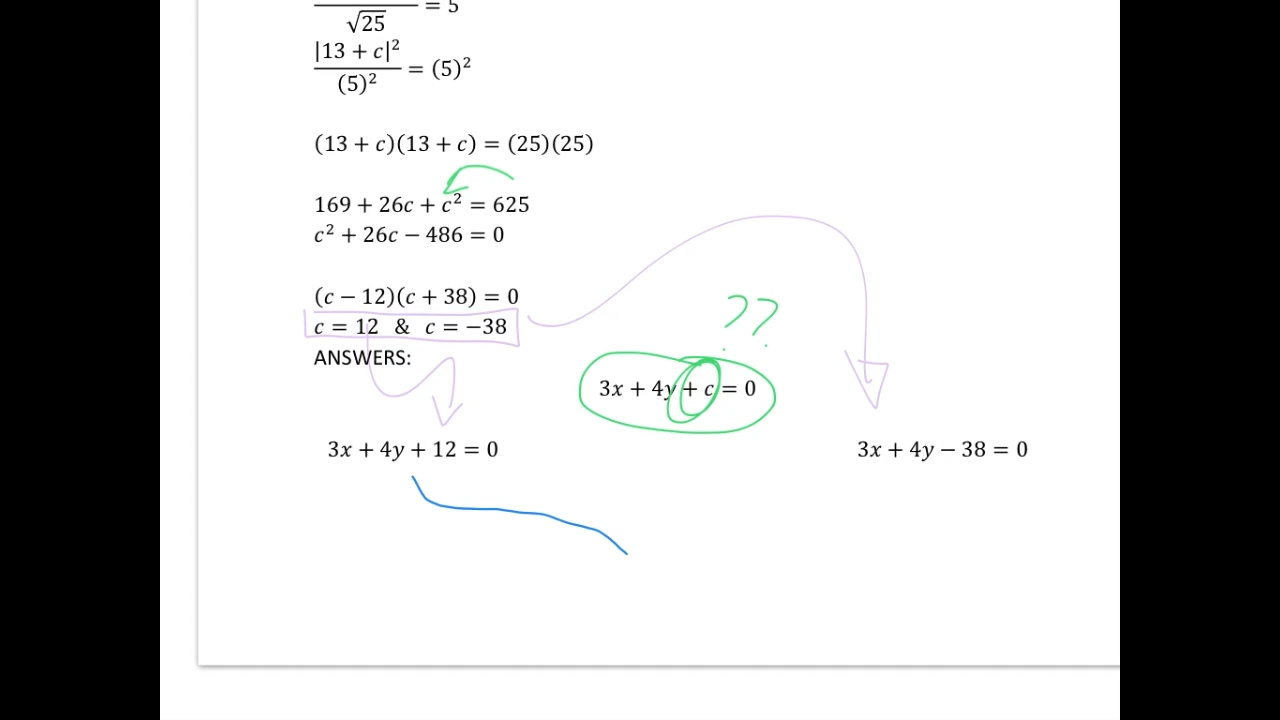 √25 = 5
|13 + c|² / (5)² = (5)²
(13 + c)(13 + c) = (25)(25)
169 + 26c + c² = 625
c² + 26c − 486 = 0
(c − 12)(c + 38) = 0
c = 12 & c = −38
ANSWERS:
??
3x + 4y + c = 0
3x + 4y + 12 = 0
3x + 4y − 38 = 0